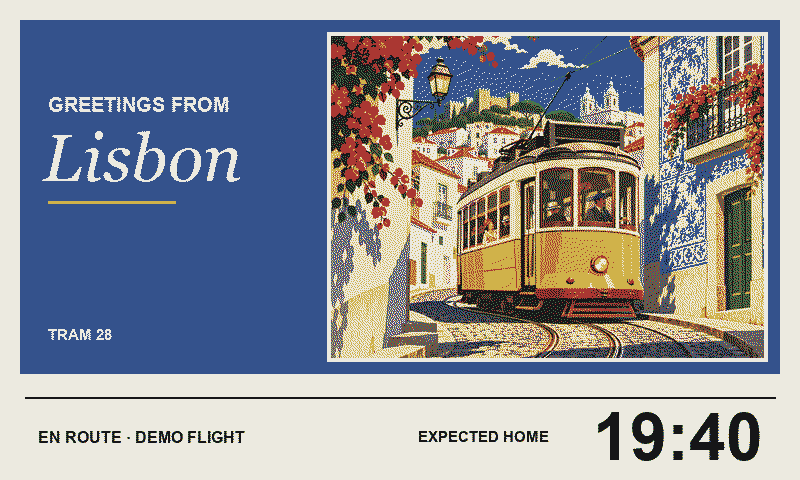 GREETINGS FROM
Lisbon
TRAM 28
EN ROUTE · DEMO FLIGHT
EXPECTED HOME
19:40